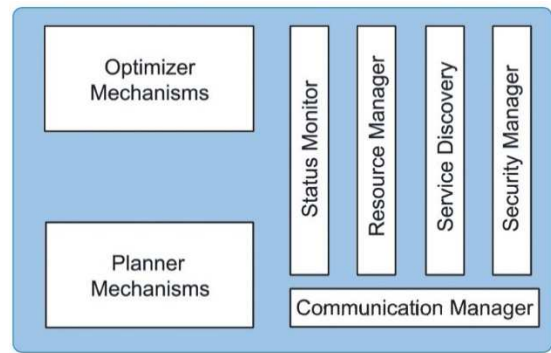 Optimizer
Mechanisms
Planner
Mechanisms
Status Monitor
Resource Manager
Service Discovery
Security Manager
Communication Manager